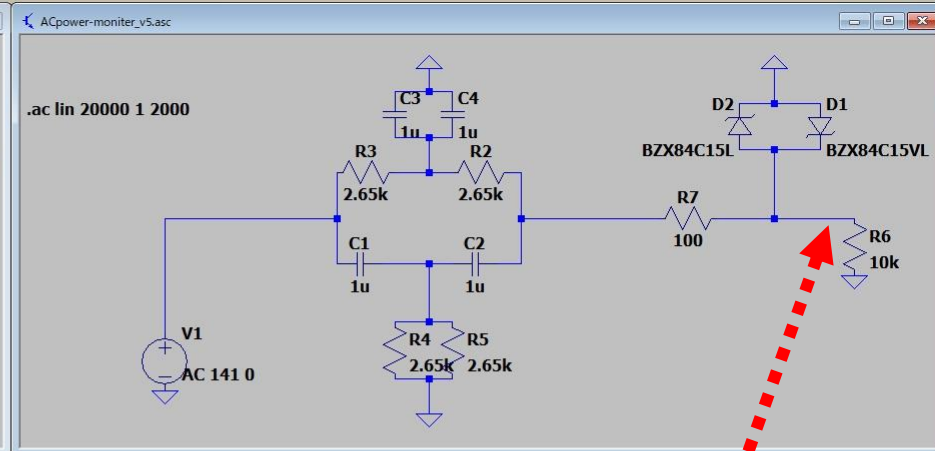 ACpower-moniter_v5.asc
.ac lin 20000 1 2000
C3
C4
1u
1u
D2
D1
BZX84C15L
BZX84C15VL
R3
R2
2.65k
2.65k
R7
100
R6
10k
C1
C2
1u
1u
V1
AC 141 0
R4
R5
2.65k
2.65k